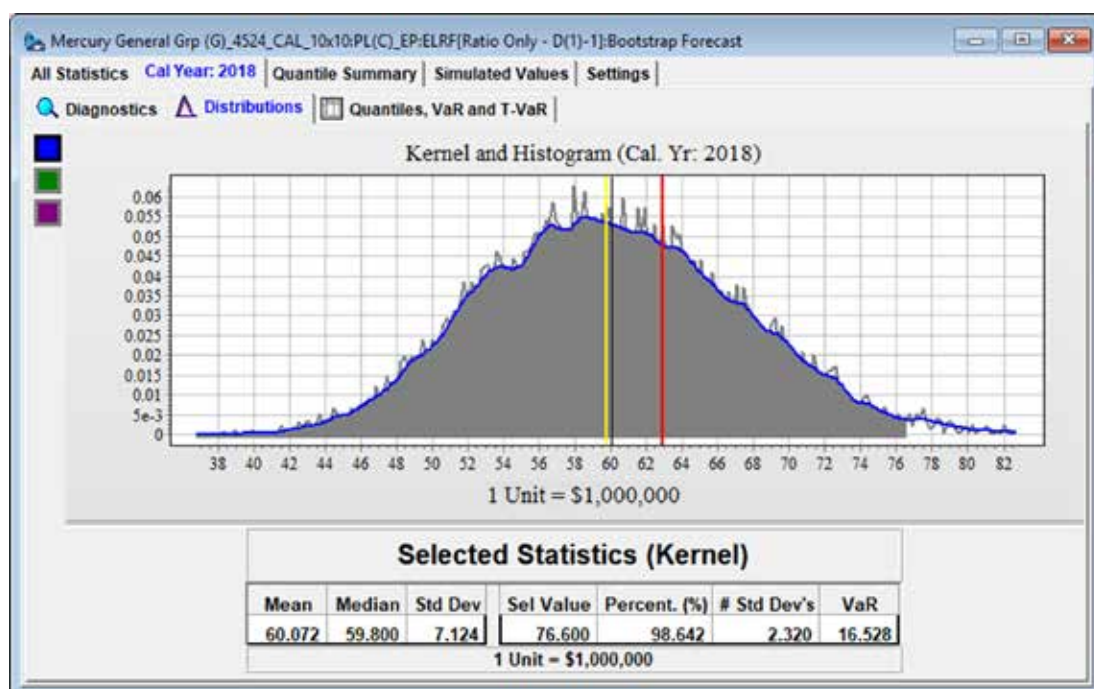 Mercury General Grp (G)_4524_CAL_10x10:PL(C)_EP:ELRF[Ratio Only - D(1)-1]:Bootstrap Forecast
All Statistics Cal Year: 2018 Quantile Summary Simulated Values Settings
Diagnostics Distributions Quantiles, VaR and T-VaR
Kernel and Histogram (Cal. Yr: 2018)
0.06
0.055
0.05
0.045
0.04
0.035
0.03
0.025
0.02
0.015
0.01
5e-3
0
38 40 42 44 46 48 50 52 54 56 58 60 62 64 66 68 70 72 74 76 78 80 82
1 Unit = $1,000,000
Selected Statistics (Kernel)
Mean Median Std Dev Sel Value Percent. (%) # Std Dev's VaR
60.072 59.800 7.124 76.600 98.642 2.320 16.528
1 Unit = $1,000,000